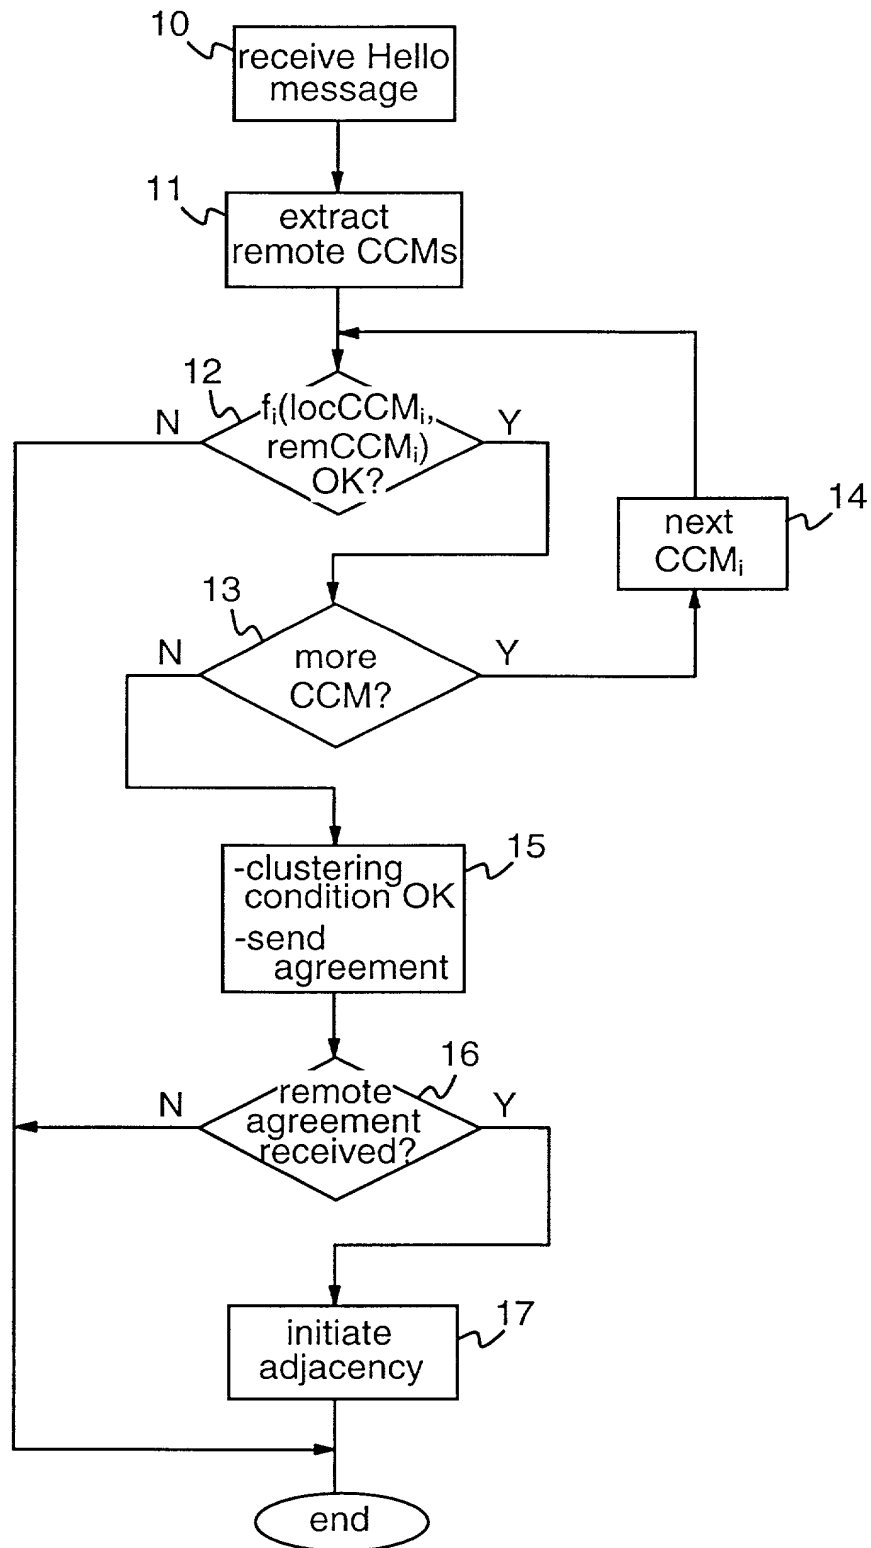 10
receive Hello
message
11
extract
remote CCMs
12
N
fᵢ(locCCMᵢ,
remCCMᵢ)
OK?
Y
14
next
CCMᵢ
13
N
more
CCM?
Y
15
-clustering
condition OK
-send
agreement
16
N
remote
agreement
received?
Y
17
initiate
adjacency
end